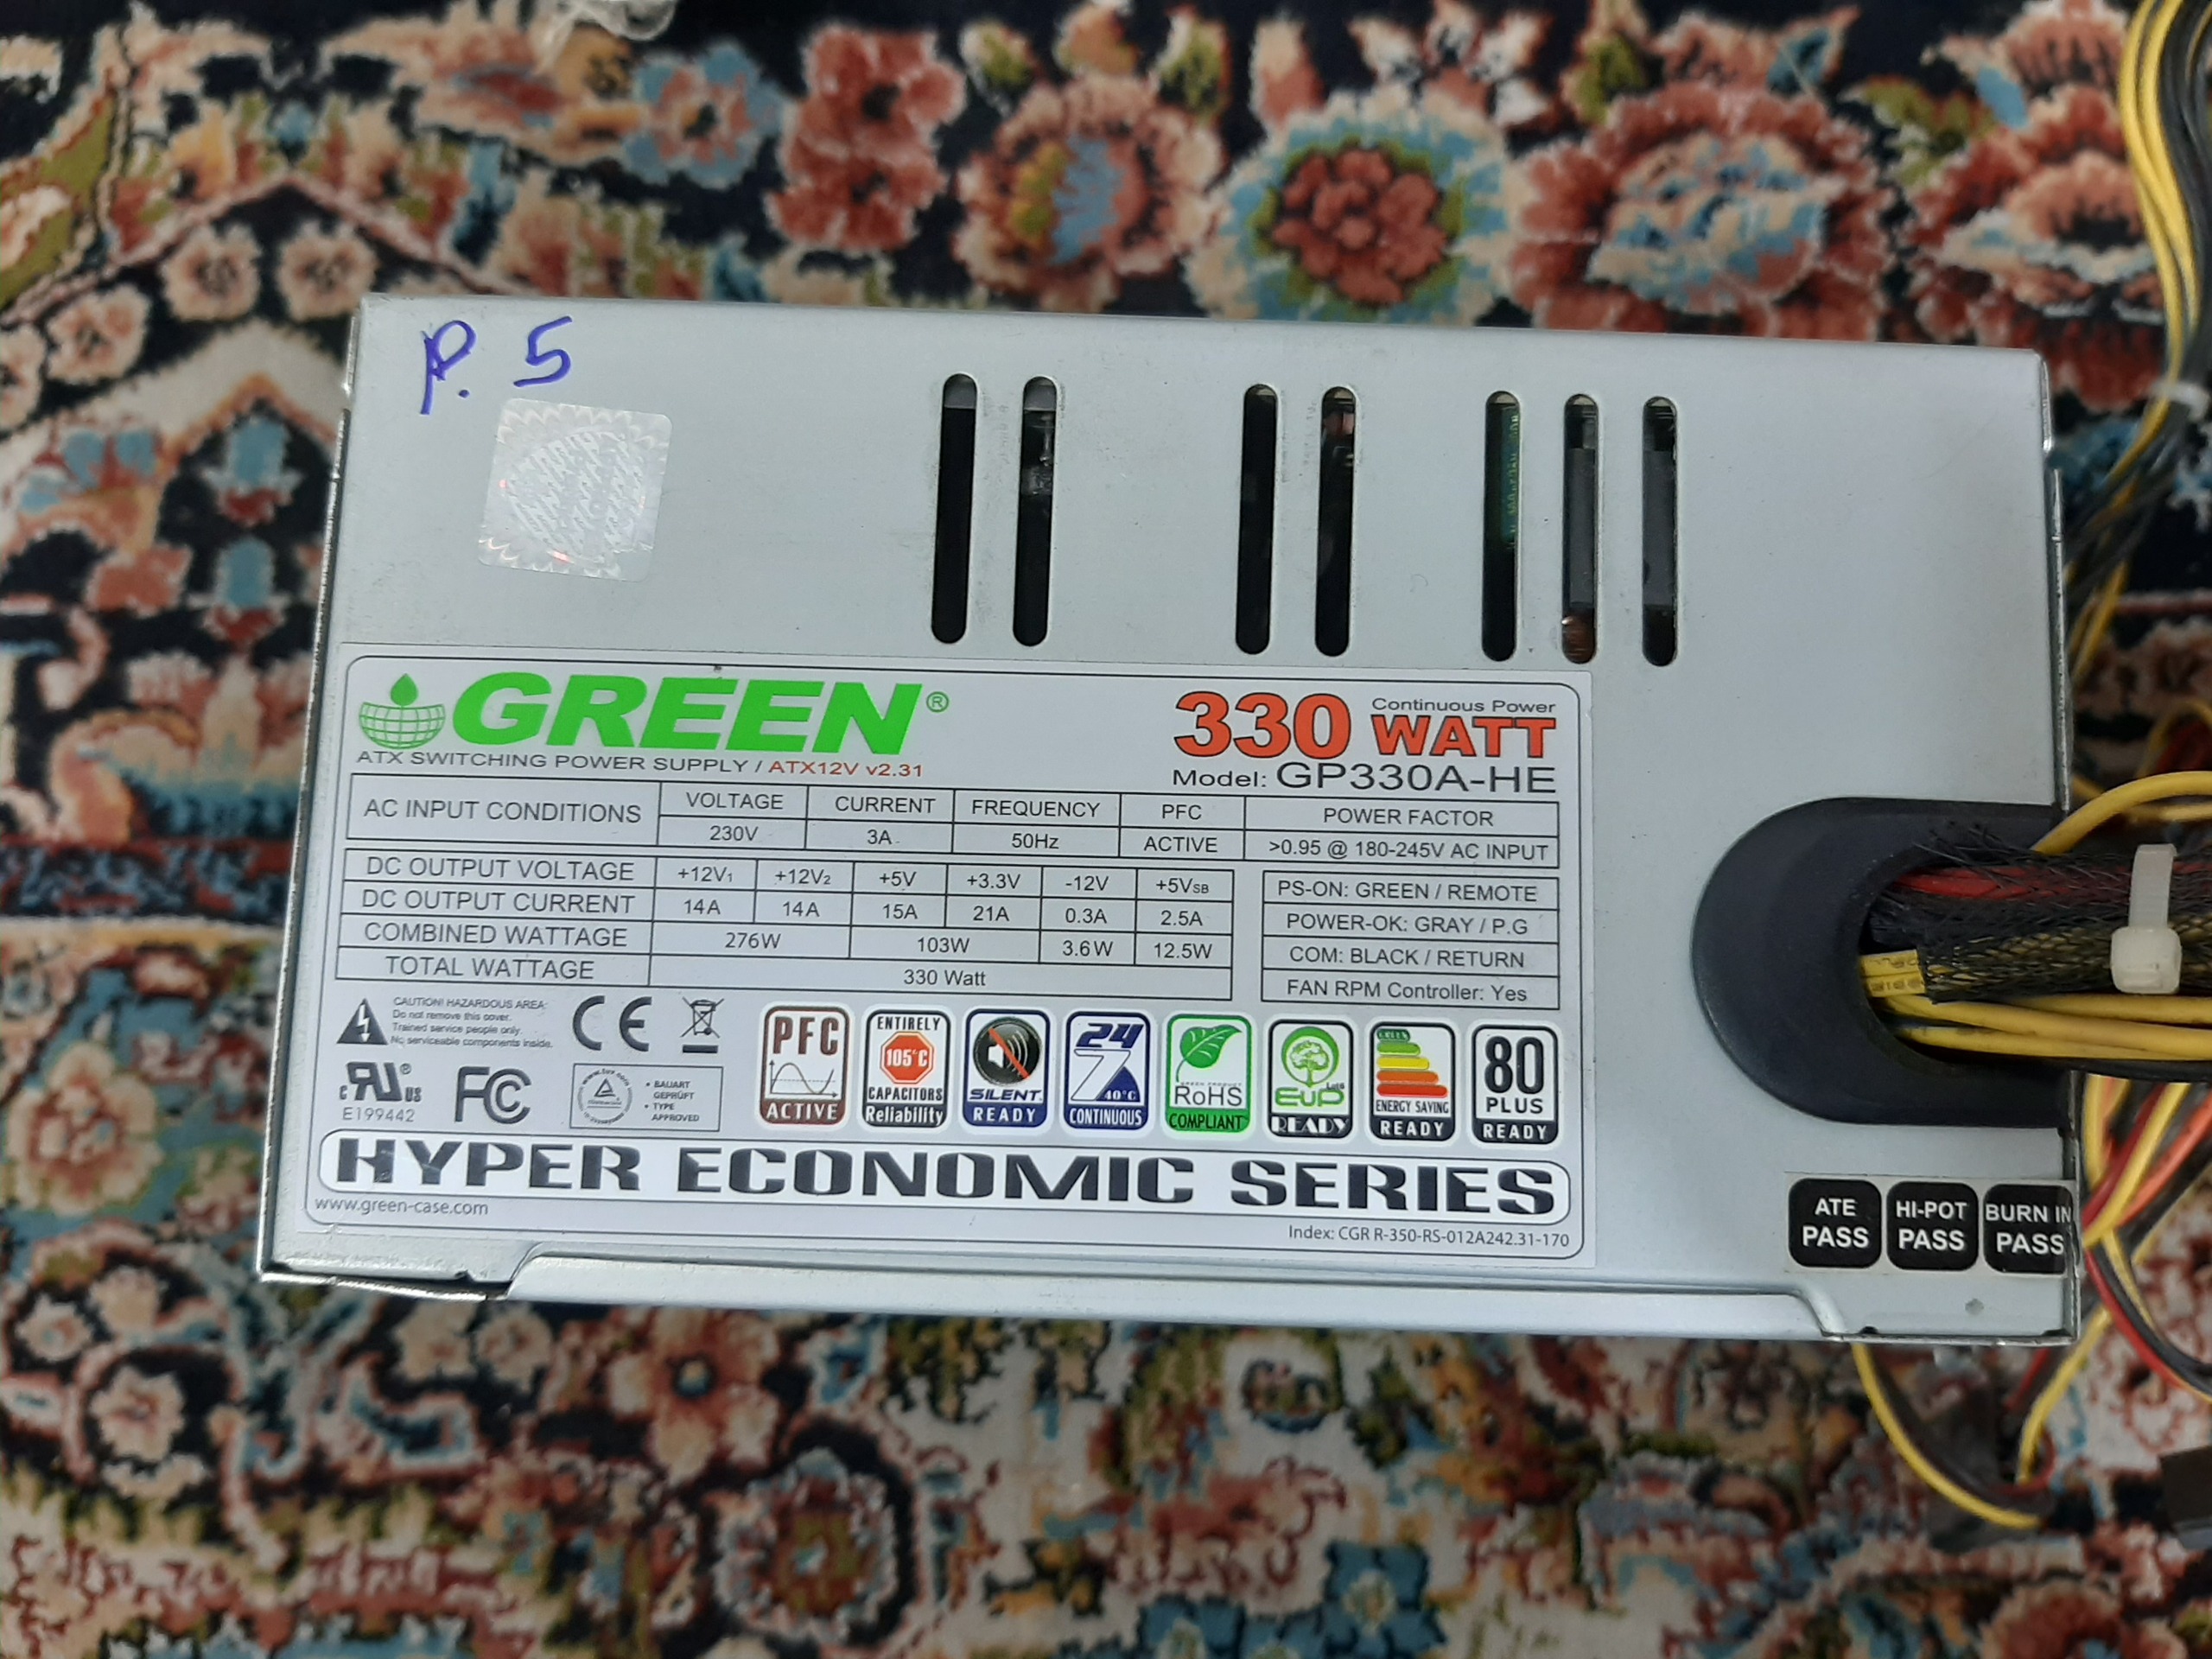 P. 5
GREEN®
ATX SWITCHING POWER SUPPLY / ATX12V v2.31
330 WATT
Continuous Power
Model: GP330A-HE
AC INPUT CONDITIONS VOLTAGE CURRENT FREQUENCY PFC POWER FACTOR
230V 3A 50Hz ACTIVE >0.95 @ 180-245V AC INPUT
DC OUTPUT VOLTAGE +12V1 +12V2 +5V +3.3V -12V +5VSB
DC OUTPUT CURRENT 14A 14A 15A 21A 0.3A 2.5A
COMBINED WATTAGE 276W 103W 3.6W 12.5W
TOTAL WATTAGE 330 Watt
PS-ON: GREEN / REMOTE
POWER-OK: GRAY / P.G
COM: BLACK / RETURN
FAN RPM Controller: Yes
CAUTION! HAZARDOUS AREA:
Do not remove this cover.
Trained service people only.
No serviceable components inside.
CE
c RU® us
E199442
FC
BAUART
GEPRÜFT
TYPE
APPROVED
PFC
ACTIVE
ENTIRELY
105°C
CAPACITORS
Reliability
SILENT
READY
24
7
40°C
CONTINUOUS
GREEN PRODUCT
RoHS
COMPLIANT
EuP
READY
GREEN
ENERGY SAVING
READY
80
PLUS
READY
HYPER ECONOMIC SERIES
www.green-case.com
Index: CGR R-350-RS-012A242.31-170
ATE
PASS
HI-POT
PASS
BURN IN
PASS